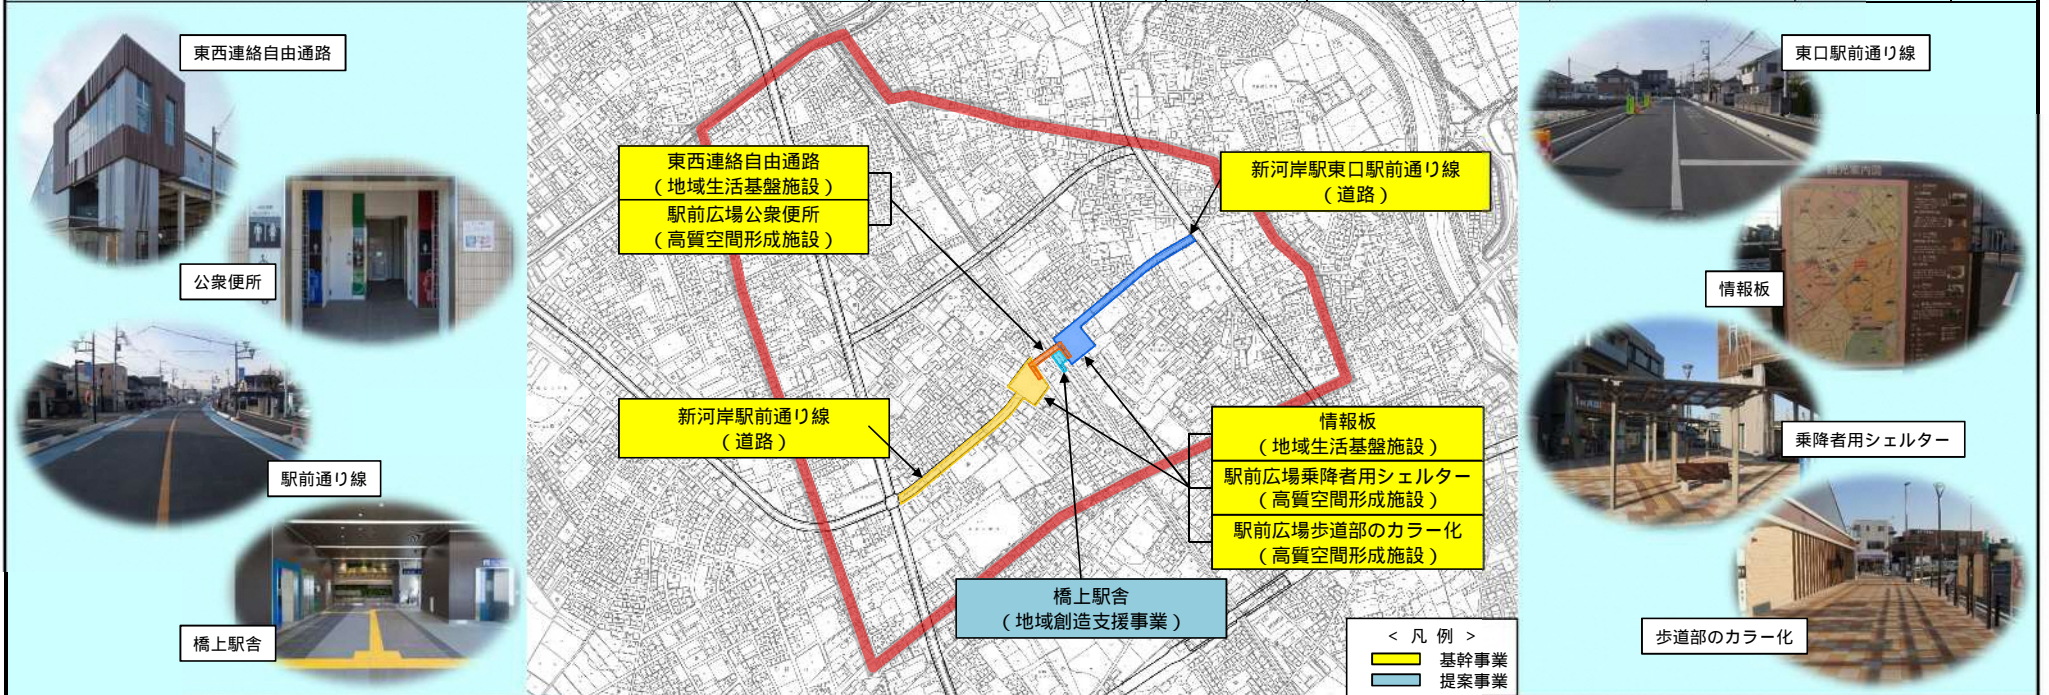 東西連絡自由通路
公衆便所
駅前通り線
橋上駅舎
東西連絡自由通路
（地域生活基盤施設）
駅前広場公衆便所
（高質空間形成施設）
新河岸駅東口駅前通り線
（道路）
新河岸駅前通り線
（道路）
情報板
（地域生活基盤施設）
駅前広場乗降者用シェルター
（高質空間形成施設）
駅前広場歩道部のカラー化
（高質空間形成施設）
橋上駅舎
（地域創造支援事業）
＜ 凡 例 ＞
基幹事業
提案事業
東口駅前通り線
情報板
乗降者用シェルター
歩道部のカラー化